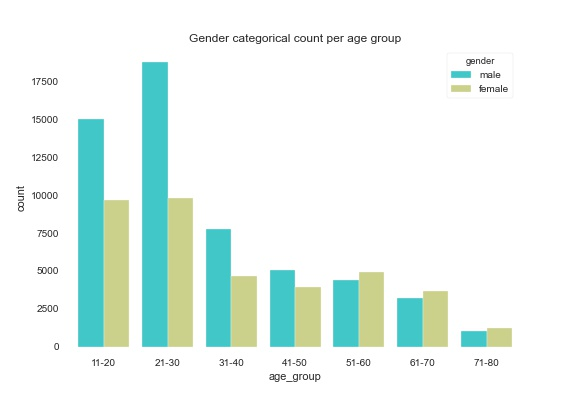 Gender categorical count per age group
gender
male
female
17500
15000
12500
10000
7500
5000
2500
0
count
11-20 21-30 31-40 41-50 51-60 61-70 71-80
age_group